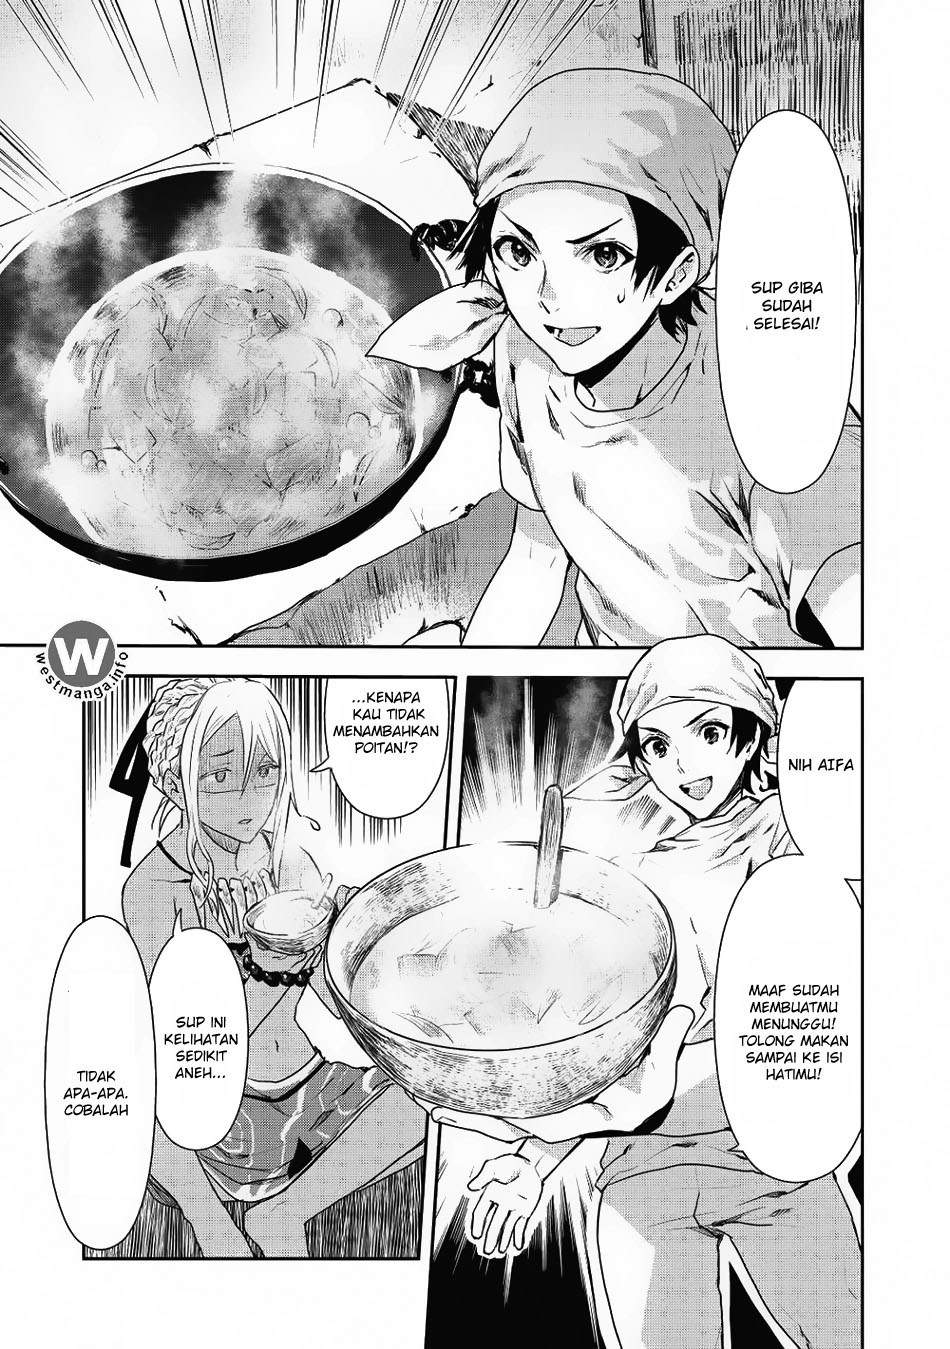 SUP GIBA
SUDAH
SELESAI!
NIH AIFA
MAAF SUDAH
MEMBUATMU
MENUNGGU!
TOLONG MAKAN
SAMPAI KE ISI
HATIMU!
...KENAPA
KAU TIDAK
MENAMBAHKAN
POITAN!?
SUP INI
KELIHATAN
SEDIKIT
ANEH...
TIDAK
APA-APA.
COBALAH
W
westmanga.info